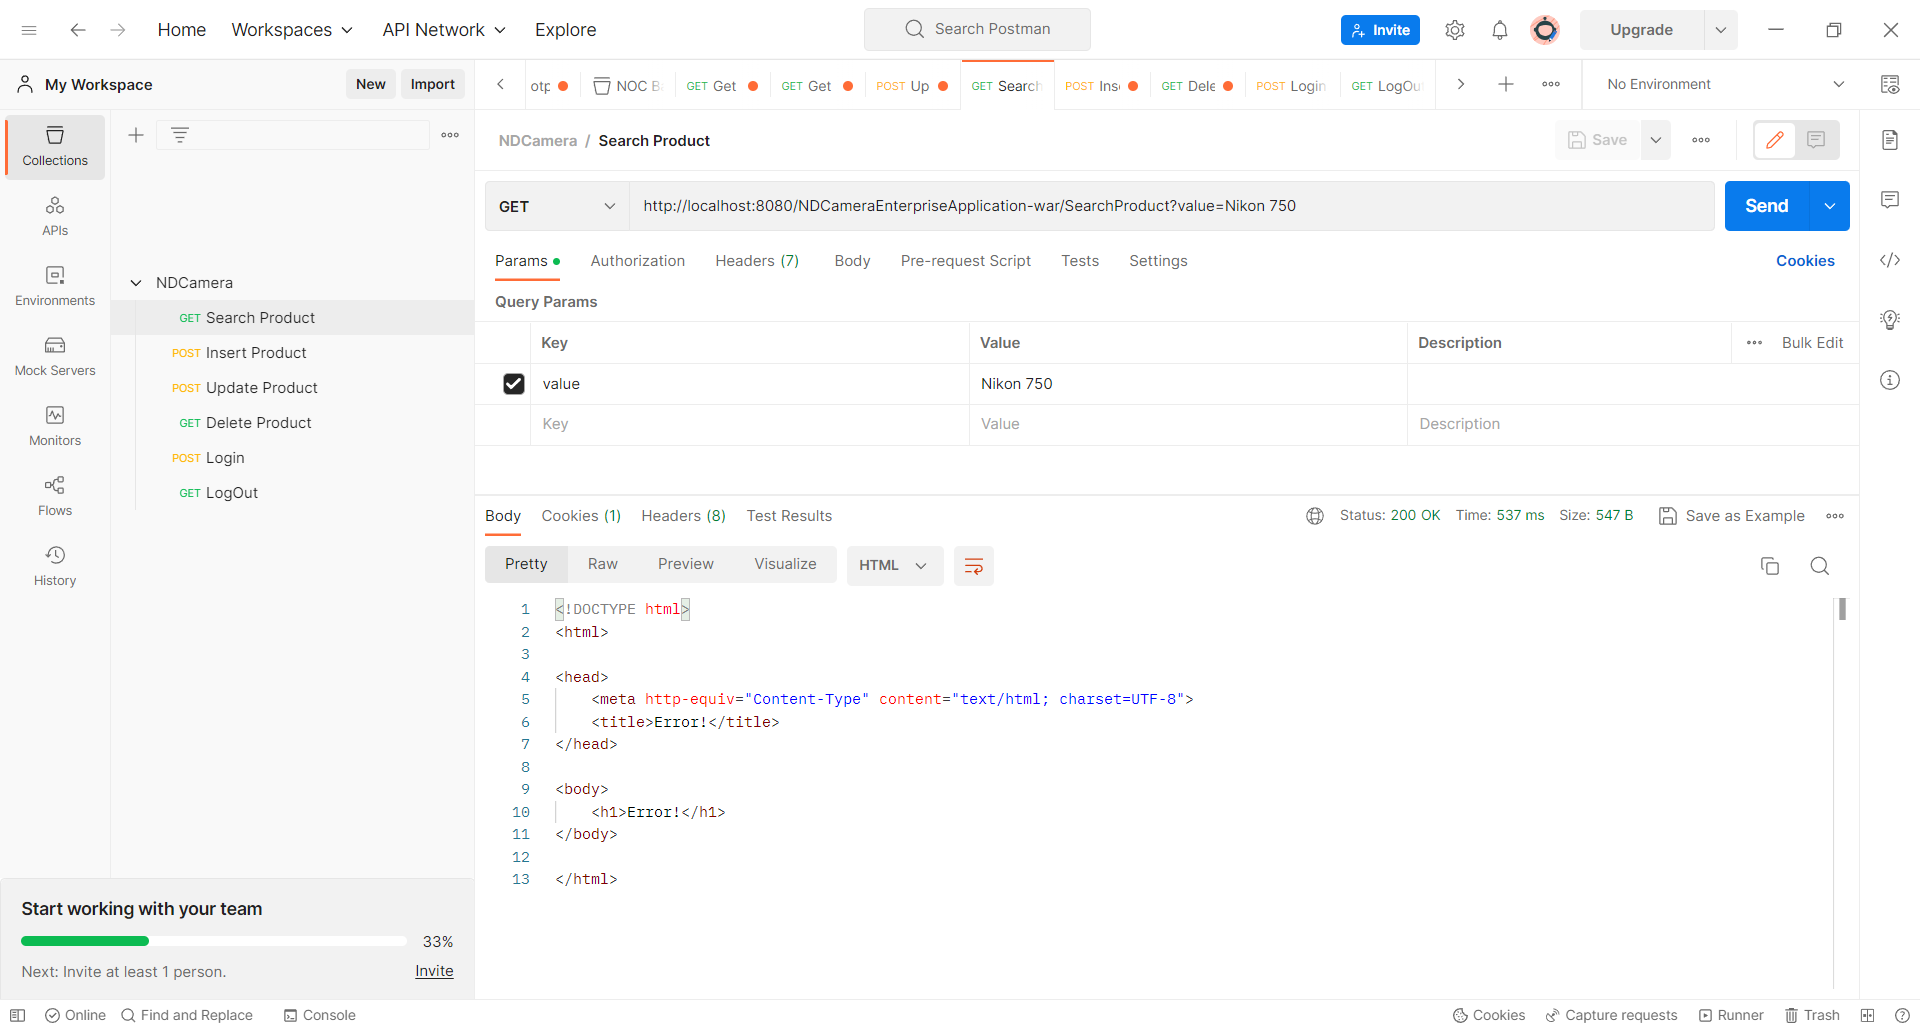 Home Workspaces API Network Explore Search Postman Invite Upgrade
My Workspace New Import
otp NOC B GET Get GET Get POST Up GET Search POST Ins GET Dele POST Login GET LogOu No Environment
Collections
APIs
Environments
Mock Servers
Monitors
Flows
History
NDCamera
GET Search Product
POST Insert Product
POST Update Product
GET Delete Product
POST Login
GET LogOut
Start working with your team
33%
Next: Invite at least 1 person. Invite
NDCamera / Search Product Save
GET http://localhost:8080/NDCameraEnterpriseApplication-war/SearchProduct?value=Nikon 750 Send
Params Authorization Headers (7) Body Pre-request Script Tests Settings Cookies
Query Params
Key Value Description Bulk Edit
value Nikon 750
Key Value Description
Body Cookies (1) Headers (8) Test Results Status: 200 OK Time: 537 ms Size: 547 B Save as Example
Pretty Raw Preview Visualize HTML
1 <!DOCTYPE html>
2 <html>
3
4 <head>
5 <meta http-equiv="Content-Type" content="text/html; charset=UTF-8">
6 <title>Error!</title>
7 </head>
8
9 <body>
10 <h1>Error!</h1>
11 </body>
12
13 </html>
Online Find and Replace Console Cookies Capture requests Runner Trash